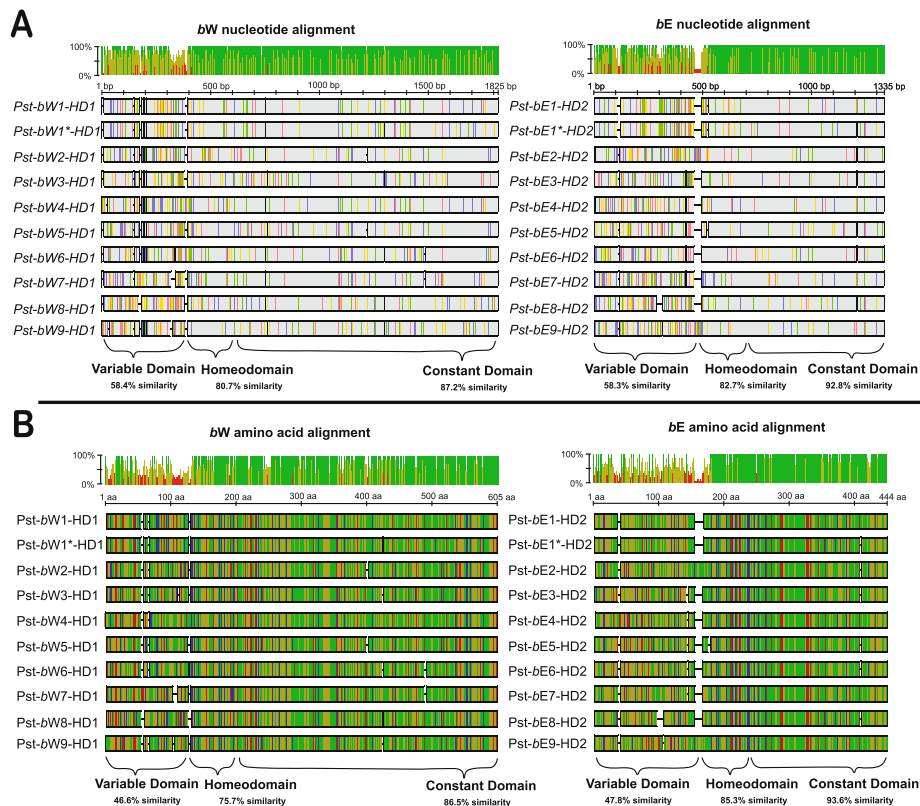 A
bW nucleotide alignment
100%
0%
1 bp
500 bp
1000 bp
1500 bp
1825 bp
Pst-bW1-HD1
Pst-bW1*-HD1
Pst-bW2-HD1
Pst-bW3-HD1
Pst-bW4-HD1
Pst-bW5-HD1
Pst-bW6-HD1
Pst-bW7-HD1
Pst-bW8-HD1
Pst-bW9-HD1
Variable Domain
58.4% similarity
Homeodomain
80.7% similarity
Constant Domain
87.2% similarity
bE nucleotide alignment
100%
0%
1 bp
500 bp
1000 bp
1335 bp
Pst-bE1-HD2
Pst-bE1*-HD2
Pst-bE2-HD2
Pst-bE3-HD2
Pst-bE4-HD2
Pst-bE5-HD2
Pst-bE6-HD2
Pst-bE7-HD2
Pst-bE8-HD2
Pst-bE9-HD2
Variable Domain
58.3% similarity
Homeodomain
82.7% similarity
Constant Domain
92.8% similarity
B
bW amino acid alignment
100%
0%
1 aa
100 aa
200 aa
300 aa
400 aa
500 aa
605 aa
Pst-bW1-HD1
Pst-bW1*-HD1
Pst-bW2-HD1
Pst-bW3-HD1
Pst-bW4-HD1
Pst-bW5-HD1
Pst-bW6-HD1
Pst-bW7-HD1
Pst-bW8-HD1
Pst-bW9-HD1
Variable Domain
46.6% similarity
Homeodomain
75.7% similarity
Constant Domain
86.5% similarity
bE amino acid alignment
100%
0%
1 aa
100 aa
200 aa
300 aa
400 aa
444 aa
Pst-bE1-HD2
Pst-bE1*-HD2
Pst-bE2-HD2
Pst-bE3-HD2
Pst-bE4-HD2
Pst-bE5-HD2
Pst-bE6-HD2
Pst-bE7-HD2
Pst-bE8-HD2
Pst-bE9-HD2
Variable Domain
47.8% similarity
Homeodomain
85.3% similarity
Constant Domain
93.6% similarity